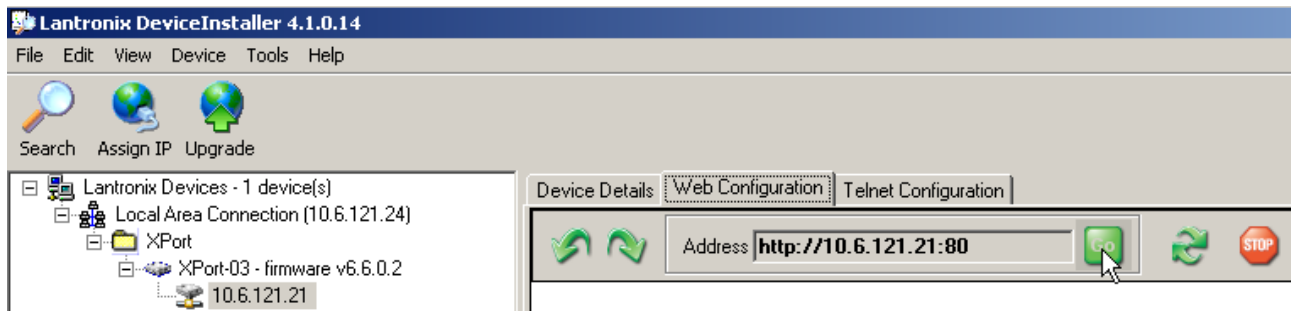 Lantronix DeviceInstaller 4.1.0.14
File Edit View Device Tools Help
Search Assign IP Upgrade
Lantronix Devices - 1 device(s)
Local Area Connection (10.6.121.24)
XPort
XPort-03 - firmware v6.6.0.2
10.6.121.21
Device Details Web Configuration Telnet Configuration
Address http://10.6.121.21:80 Go STOP